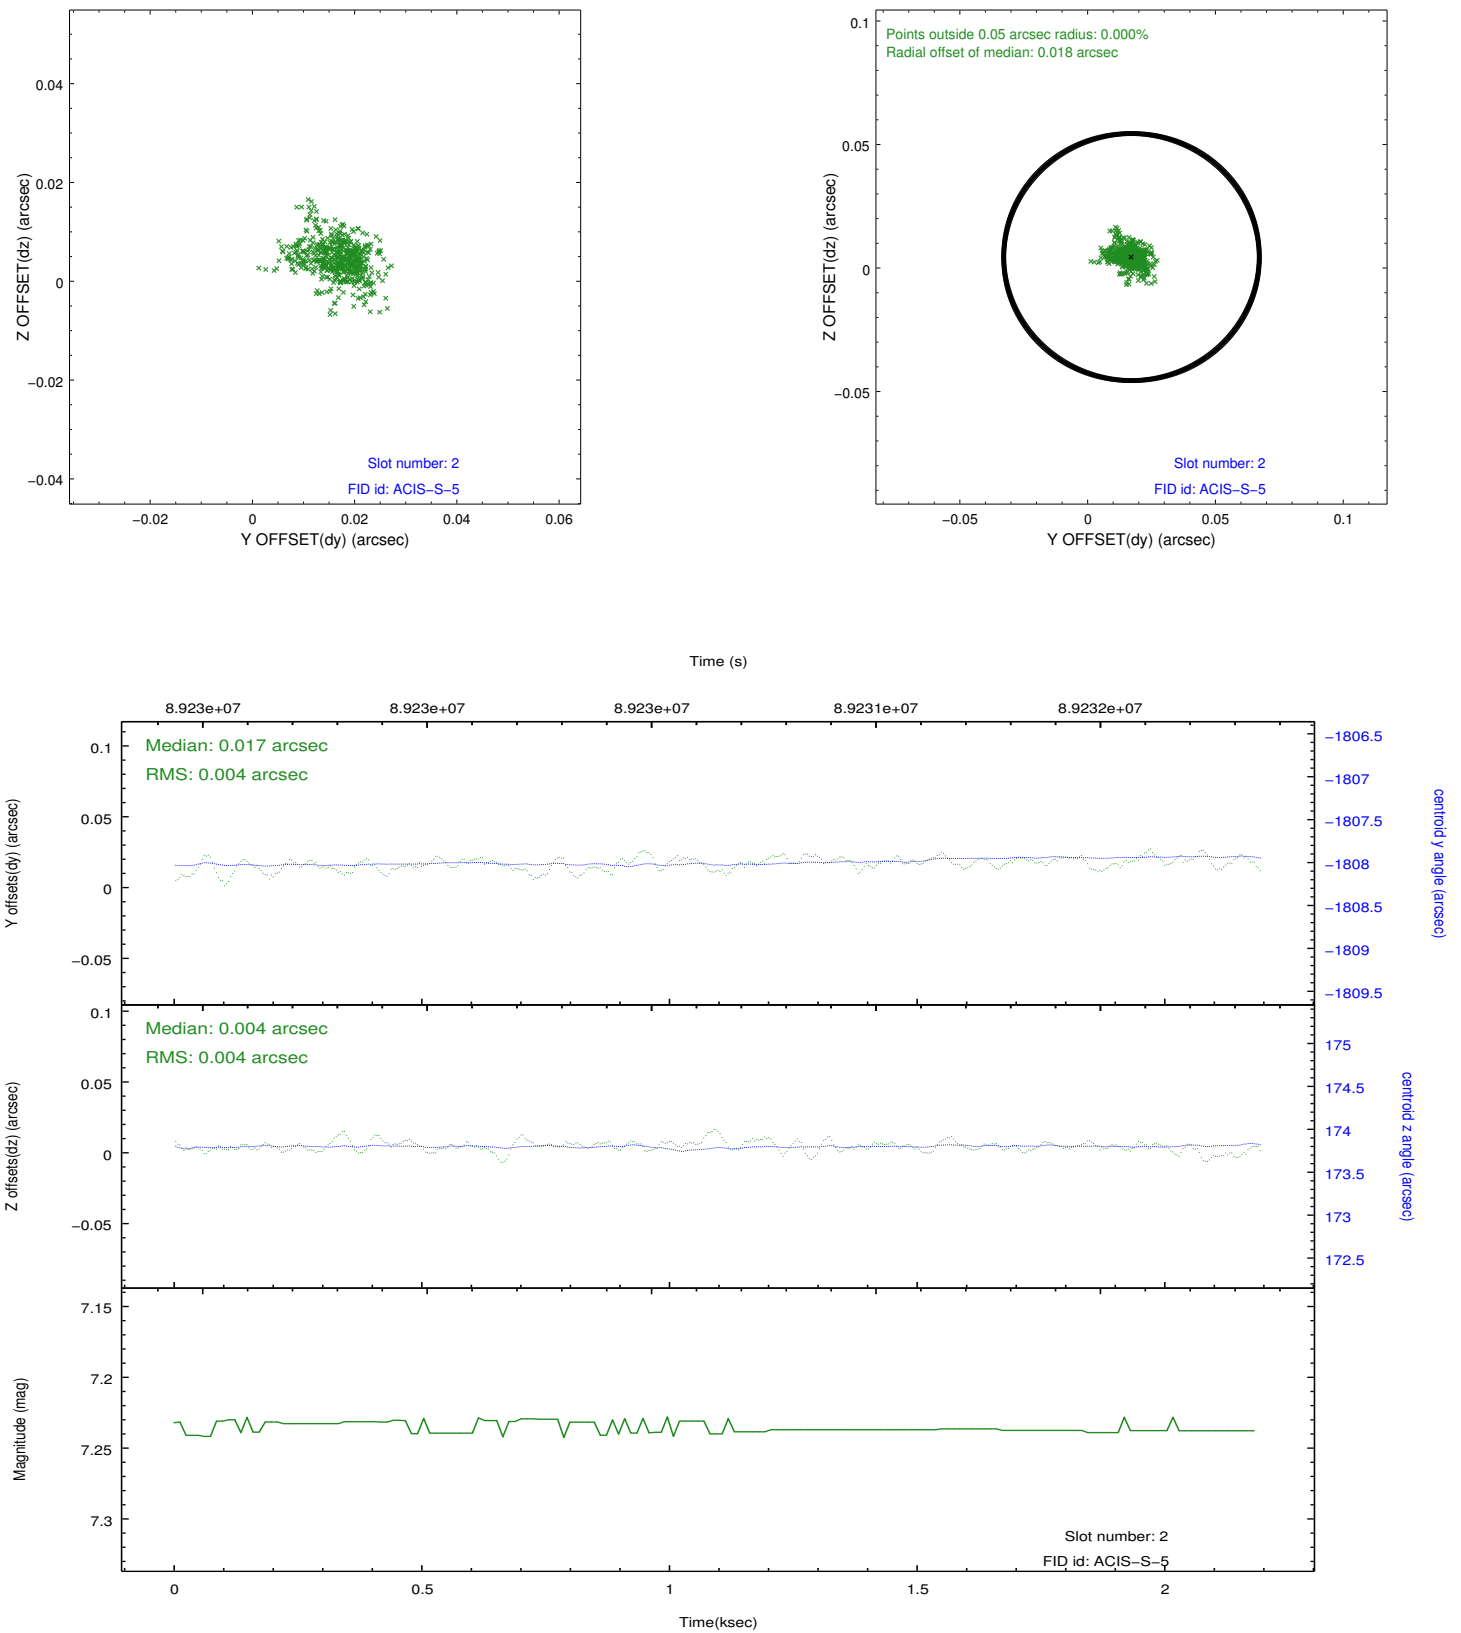 0.04
0.02
0
−0.02
−0.04
Z OFFSET(dz) (arcsec)
Slot number: 2
FID id: ACIS−S−5
−0.02
0
0.02
0.04
0.06
Y OFFSET(dy) (arcsec)
Points outside 0.05 arcsec radius: 0.000%
Radial offset of median: 0.018 arcsec
0.1
0.05
0
−0.05
Z OFFSET(dz) (arcsec)
Slot number: 2
FID id: ACIS−S−5
−0.05
0
0.05
0.1
Y OFFSET(dy) (arcsec)
Time (s)
8.923e+07
8.923e+07
8.923e+07
8.9231e+07
8.9232e+07
Median: 0.017 arcsec
RMS: 0.004 arcsec
0.1
0.05
0
−0.05
Y offsets(dy) (arcsec)
−1806.5
−1807
−1807.5
−1808
−1808.5
−1809
−1809.5
centroid y angle (arcsec)
Median: 0.004 arcsec
RMS: 0.004 arcsec
0.1
0.05
0
−0.05
Z offsets(dz) (arcsec)
175
174.5
174
173.5
173
172.5
centroid z angle (arcsec)
7.15
7.2
7.25
7.3
Magnitude (mag)
Slot number: 2
FID id: ACIS−S−5
0
0.5
1
1.5
2
Time(ksec)